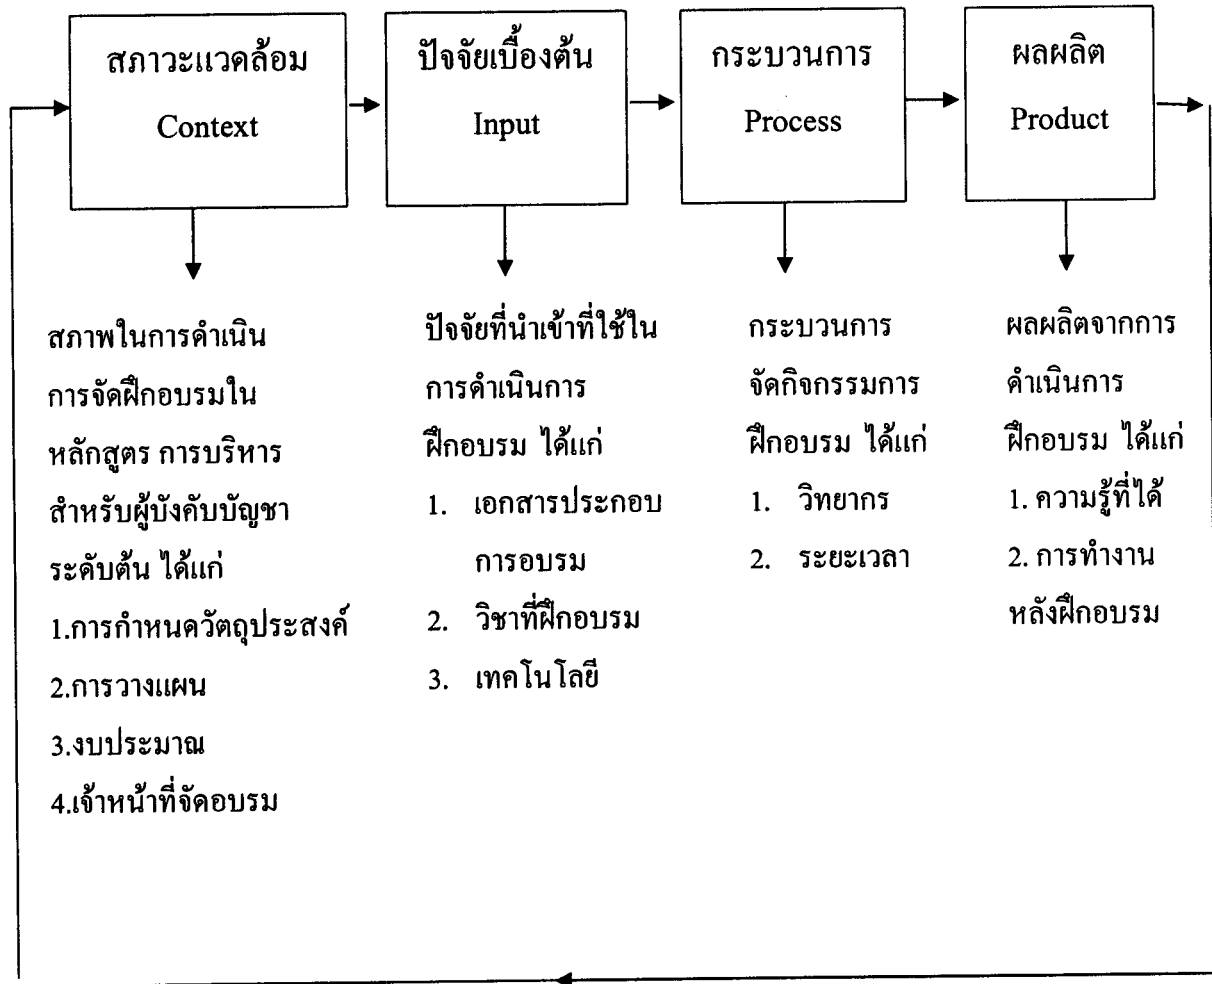 สภาวะแวดล้อม
Context
ปัจจัยเบื้องต้น
Input
กระบวนการ
Process
ผลผลิต
Product
สภาพในการดำเนิน
การจัดฝึกอบรมใน
หลักสูตร การบริหาร
สำหรับผู้บังคับบัญชา
ระดับต้น ได้แก่
1.การกำหนดวัตถุประสงค์
2.การวางแผน
3.งบประมาณ
4.เจ้าหน้าที่จัดอบรม
ปัจจัยที่นำเข้าที่ใช้ใน
การดำเนินการ
ฝึกอบรม ได้แก่
1. เอกสารประกอบ
การอบรม
2. วิชาที่ฝึกอบรม
3. เทคโนโลยี
กระบวนการ
จัดกิจกรรมการ
ฝึกอบรม ได้แก่
1. วิทยากร
2. ระยะเวลา
ผลผลิตจากการ
ดำเนินการ
ฝึกอบรม ได้แก่
1. ความรู้ที่ได้
2. การทำงาน
หลังฝึกอบรม